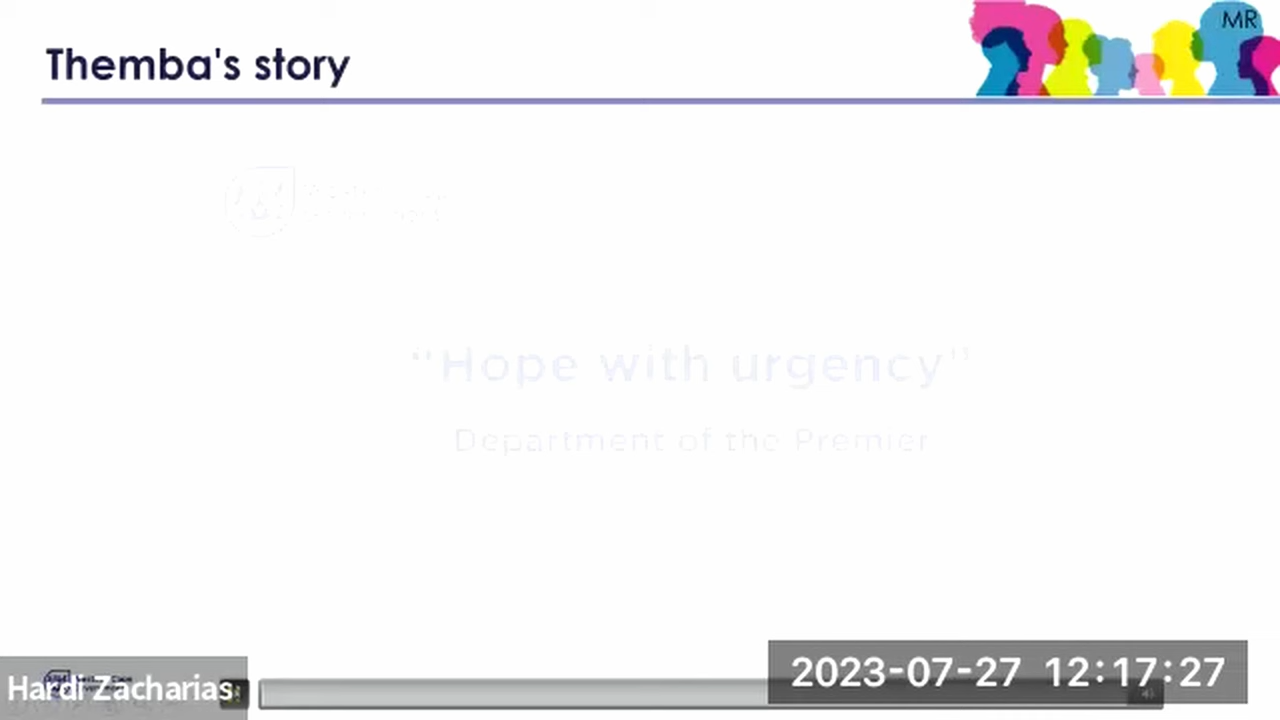 MR
Themba's story
"Hope with urgency"
Department of the Premier
Hardi Zacharias
2023-07-27 12:17:27